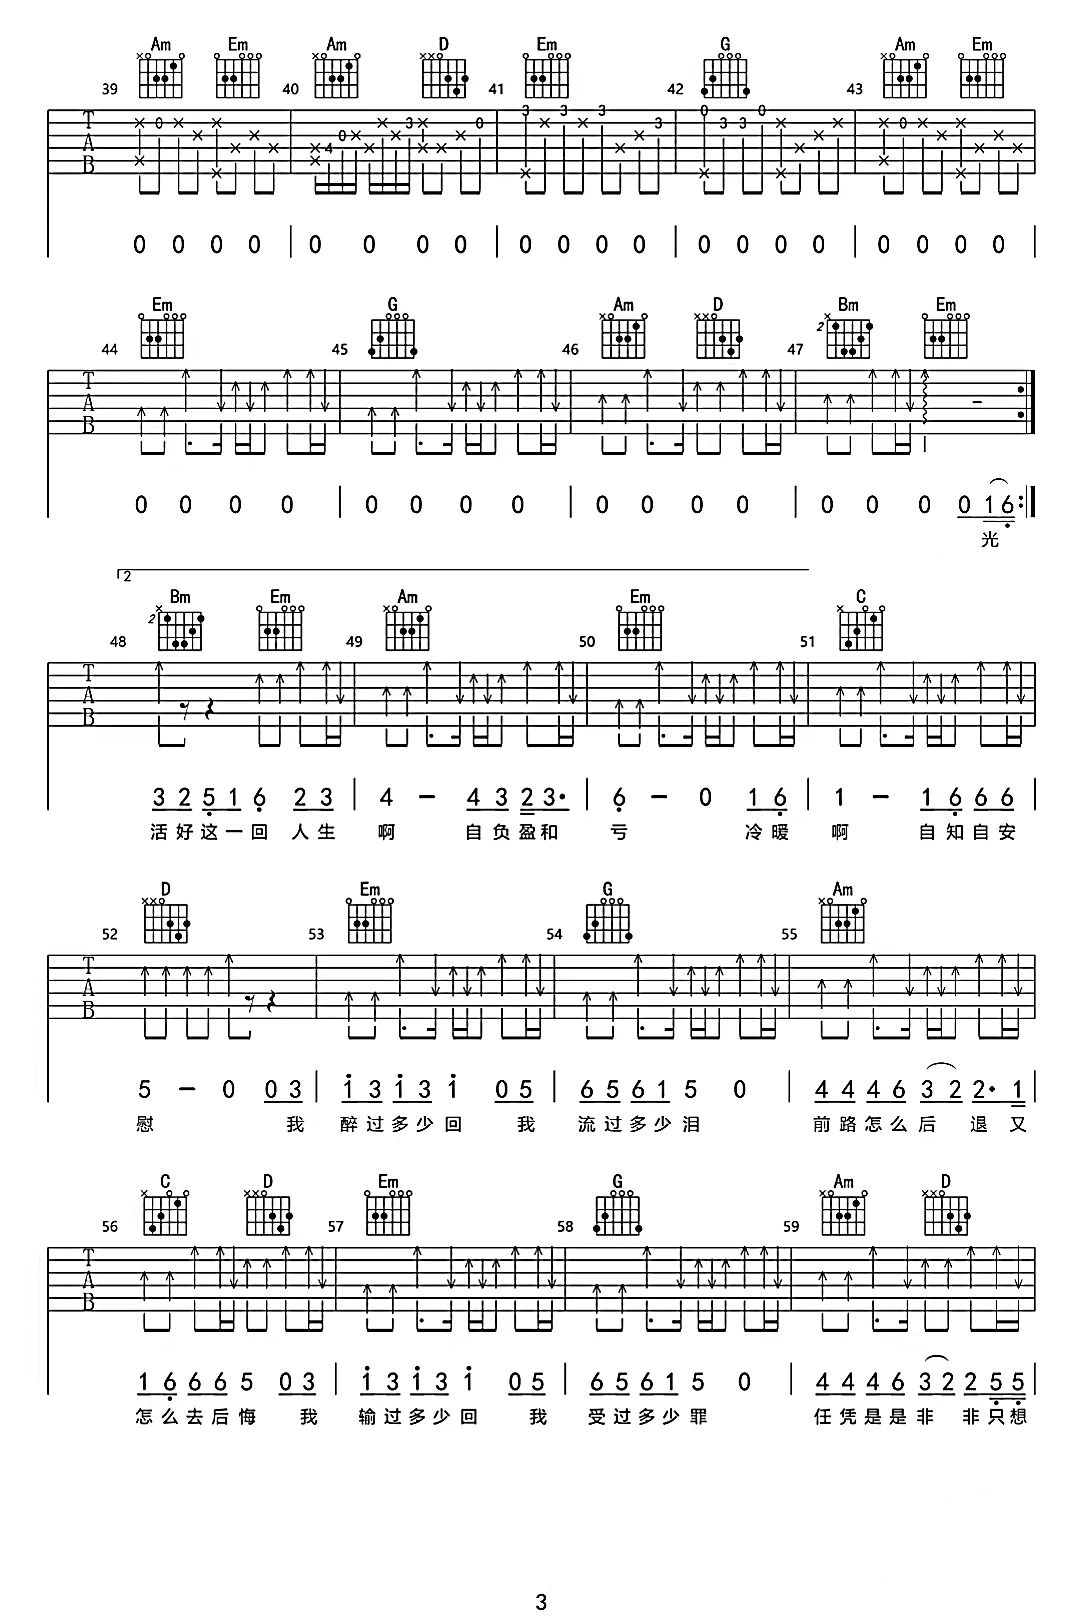 Am Em Am D Em G Am Em
39 40 41 42 43
T A B
0 0 0 0 0 0 0 0 0 0 0 0 0 0 0 0 0 0 0 0
Em G Am D Bm Em
44 45 46 47
T A B
0 0 0 0 0 0 0 0 0 0 0 0 0 0 0 0 1 6
光
2
Bm Em Am Em C
48 49 50 51
T A B
3 2 5 1 6 2 3 4 – 4 3 2 3· 6 – 0 1 6 1 – 1 6 6 6
活好这一回 人生 啊 自负盈和 亏 冷暖 啊 自知自安
D Em G Am
52 53 54 55
T A B
5 – 0 0 3 1 3 1 3 1 0 5 6 5 6 1 5 0 4 4 4 6 3 2 2· 1
慰 我 醉过多少回 我 流过多少泪 前路怎么后 退 又
C D Em G Am D
56 57 58 59
T A B
1 6 6 6 5 0 3 1 3 1 3 1 0 5 6 5 6 1 5 0 4 4 4 6 3 2 2 5 5
怎么去后悔 我 输过多少回 我 受过多少罪 任凭是是非 非只想
3